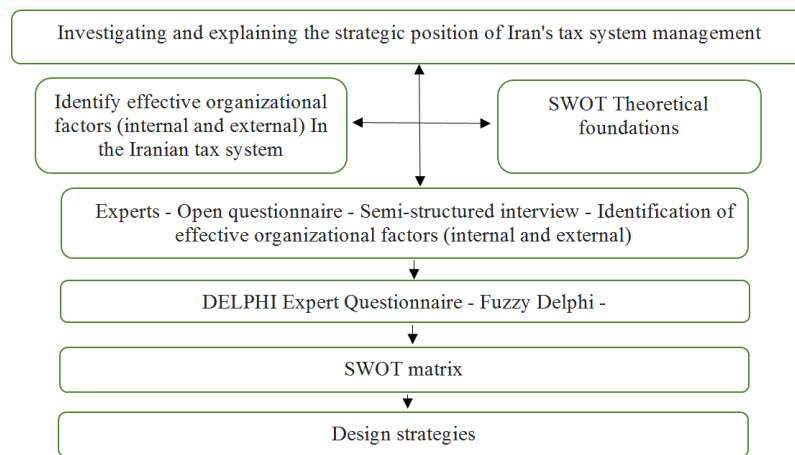 Investigating and explaining the strategic position of Iran's tax system management
Identify effective organizational
factors (internal and external) In
the Iranian tax system
SWOT Theoretical
foundations
Experts - Open questionnaire - Semi-structured interview - Identification of
effective organizational factors (internal and external)
DELPHI Expert Questionnaire - Fuzzy Delphi -
SWOT matrix
Design strategies